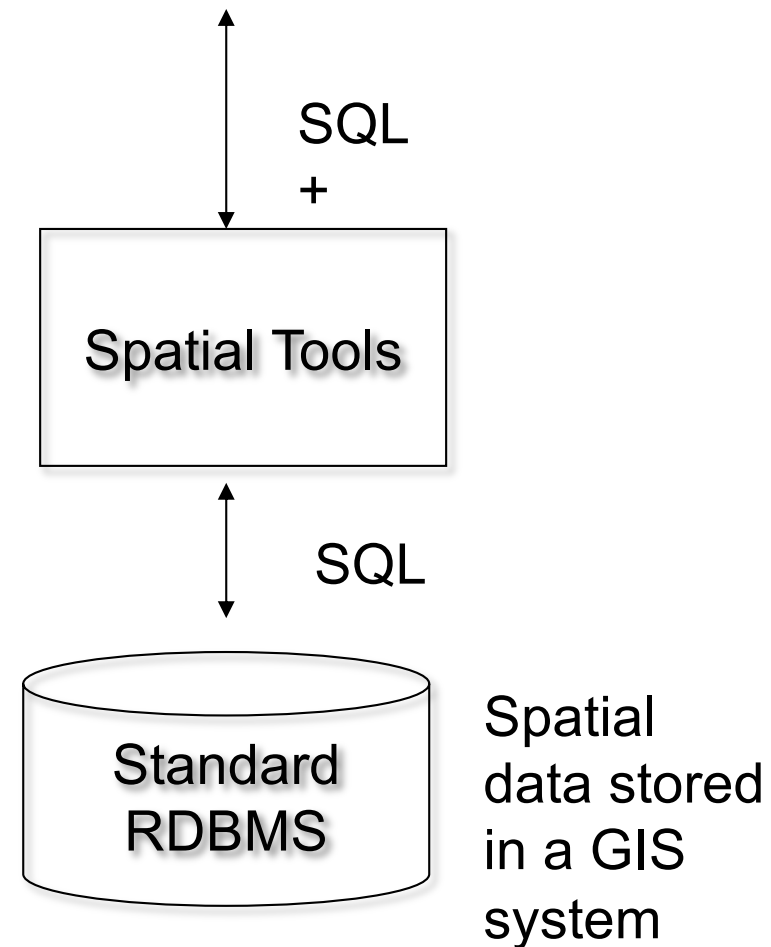 SQL
+
Spatial Tools
SQL
Standard
RDBMS
Spatial
data stored
in a GIS
system